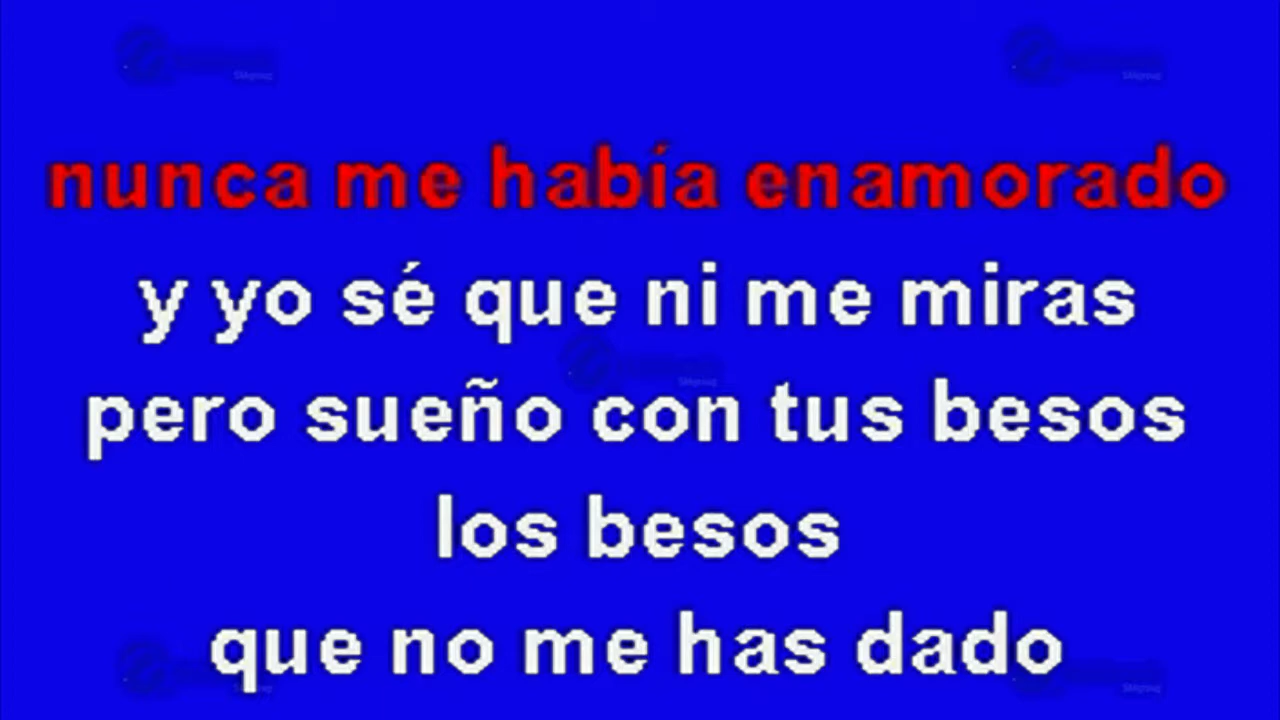 nunca me había enamorado
y yo sé que ni me miras
pero sueño con tus besos
los besos
que no me has dado